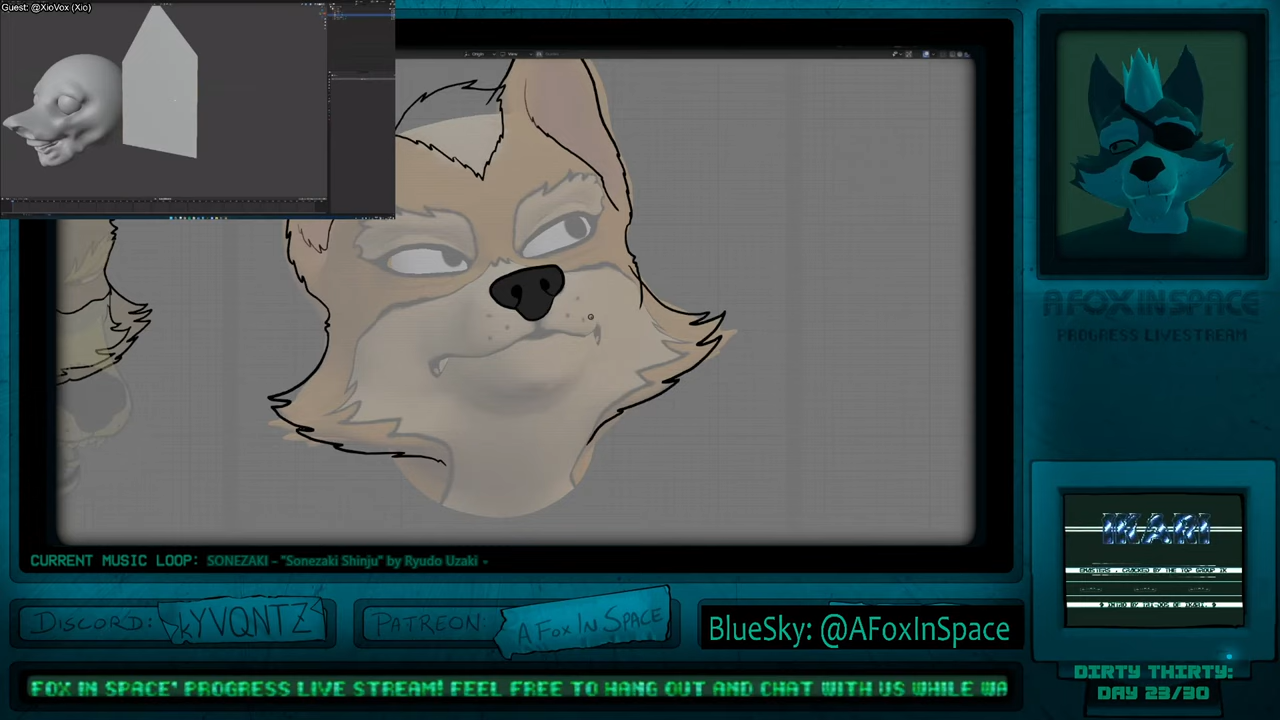 Guest: @XioVox (Xio)
A FOX IN SPACE
PROGRESS LIVESTREAM
CURRENT MUSIC LOOP: SONEZAKI - "Sonezaki Shinju" by Ryudo Uzaki -
DISCORD: kYVQNTZ
PATREON A FOX IN SPACE
BlueSky: @AFoxInSpace
IKARI
FOX IN SPACE' PROGRESS LIVE STREAM! FEEL FREE TO HANG OUT AND CHAT WITH US WHILE WA
DIRTY THIRTY:
DAY 23/30